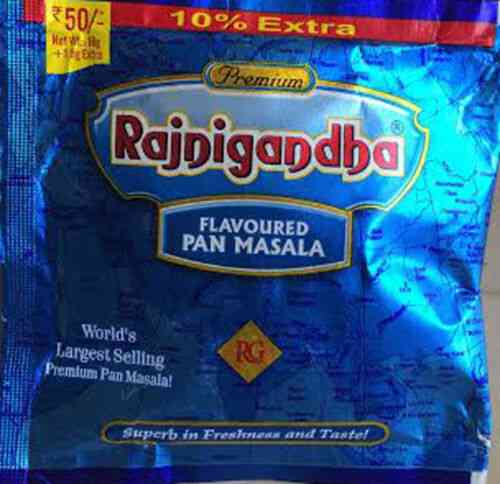 ₹50/-
10% Extra
Premium
Rajnigandha®
FLAVOURED
PAN MASALA
World's
Largest Selling
Premium Pan Masala!
RG
Superb in Freshness and Taste!